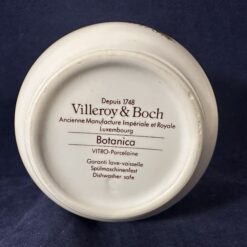 Depuis 1748
Villeroy & Boch
Ancienne Manufacture Impériale et Royale
Luxembourg
Botanica
VITRO-Porcelaine
Garanti lave-vaisselle
Spülmaschinenfest
Dishwasher safe